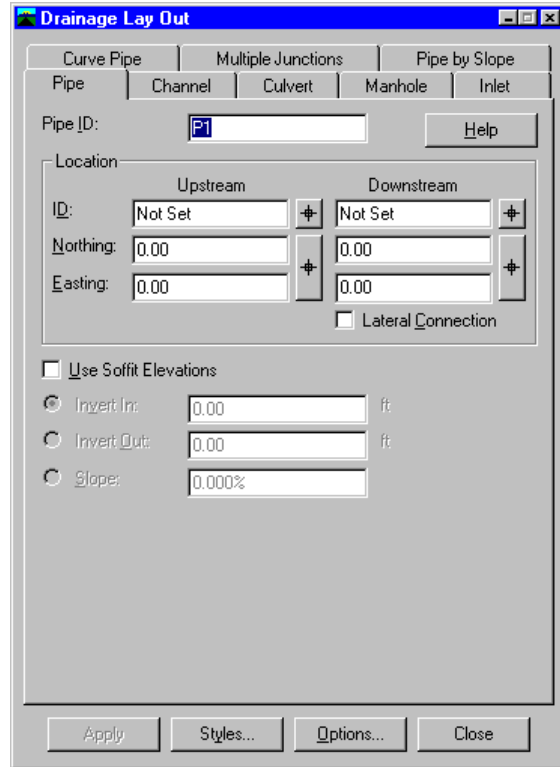 Drainage Lay Out
Curve Pipe Multiple Junctions Pipe by Slope
Pipe Channel Culvert Manhole Inlet
Pipe ID: P1 Help
Location
Upstream Downstream
ID: Not Set Not Set
Northing: 0.00 0.00
Easting: 0.00 0.00
Lateral Connection
Use Soffit Elevations
Invert In: 0.00 ft
Invert Out: 0.00 ft
Slope: 0.000%
Apply Styles... Options... Close